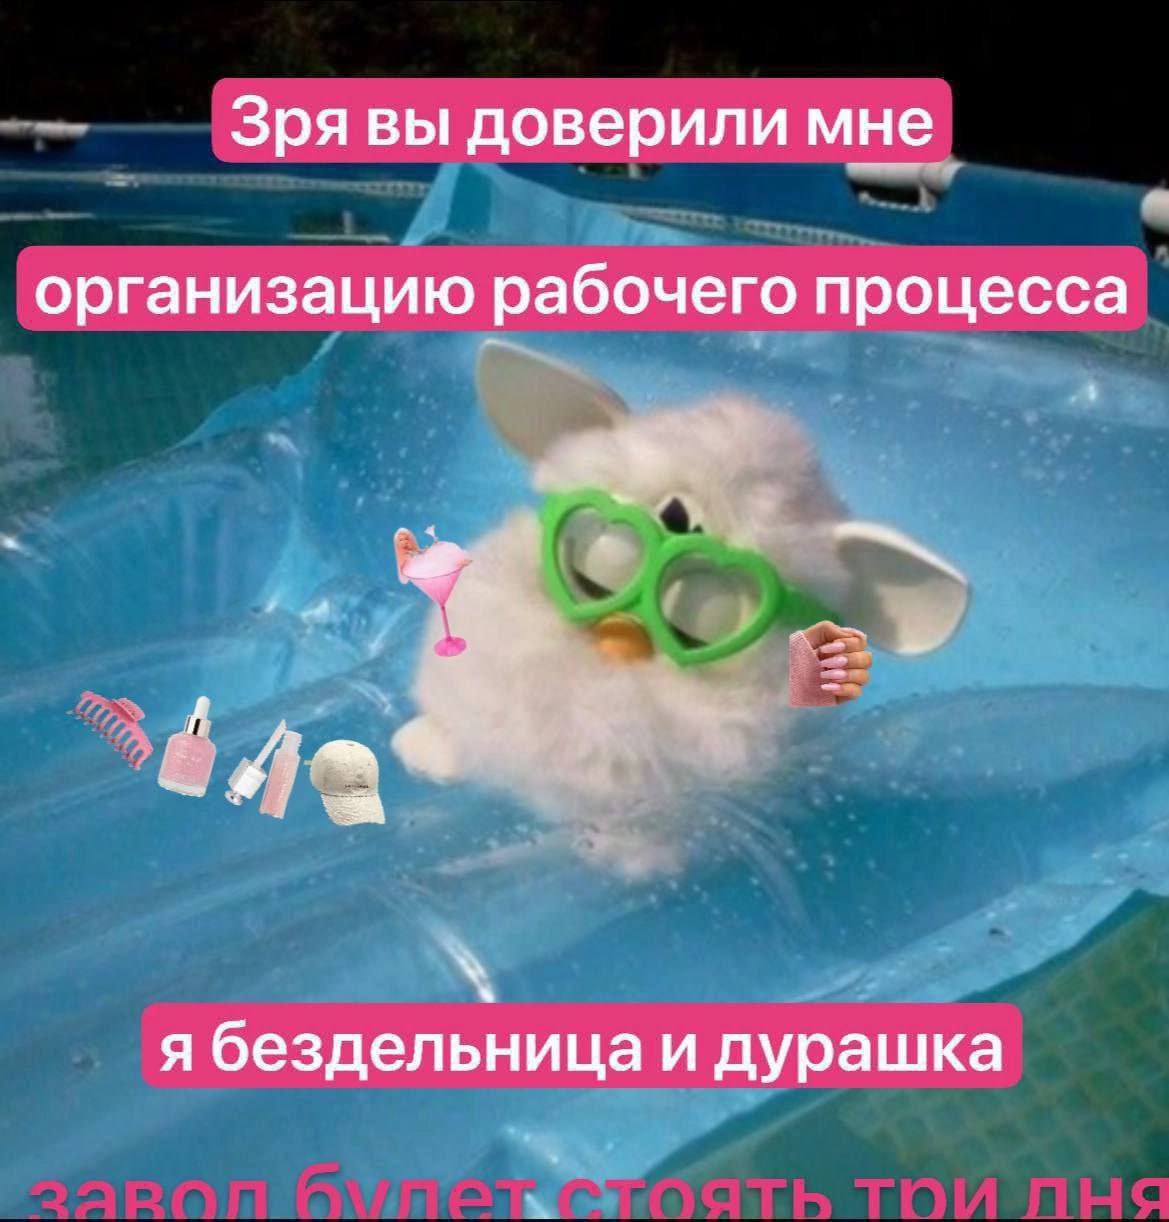 Зря вы доверили мне
организацию рабочего процесса
я бездельница и дурашка
завод будет стоять три дня